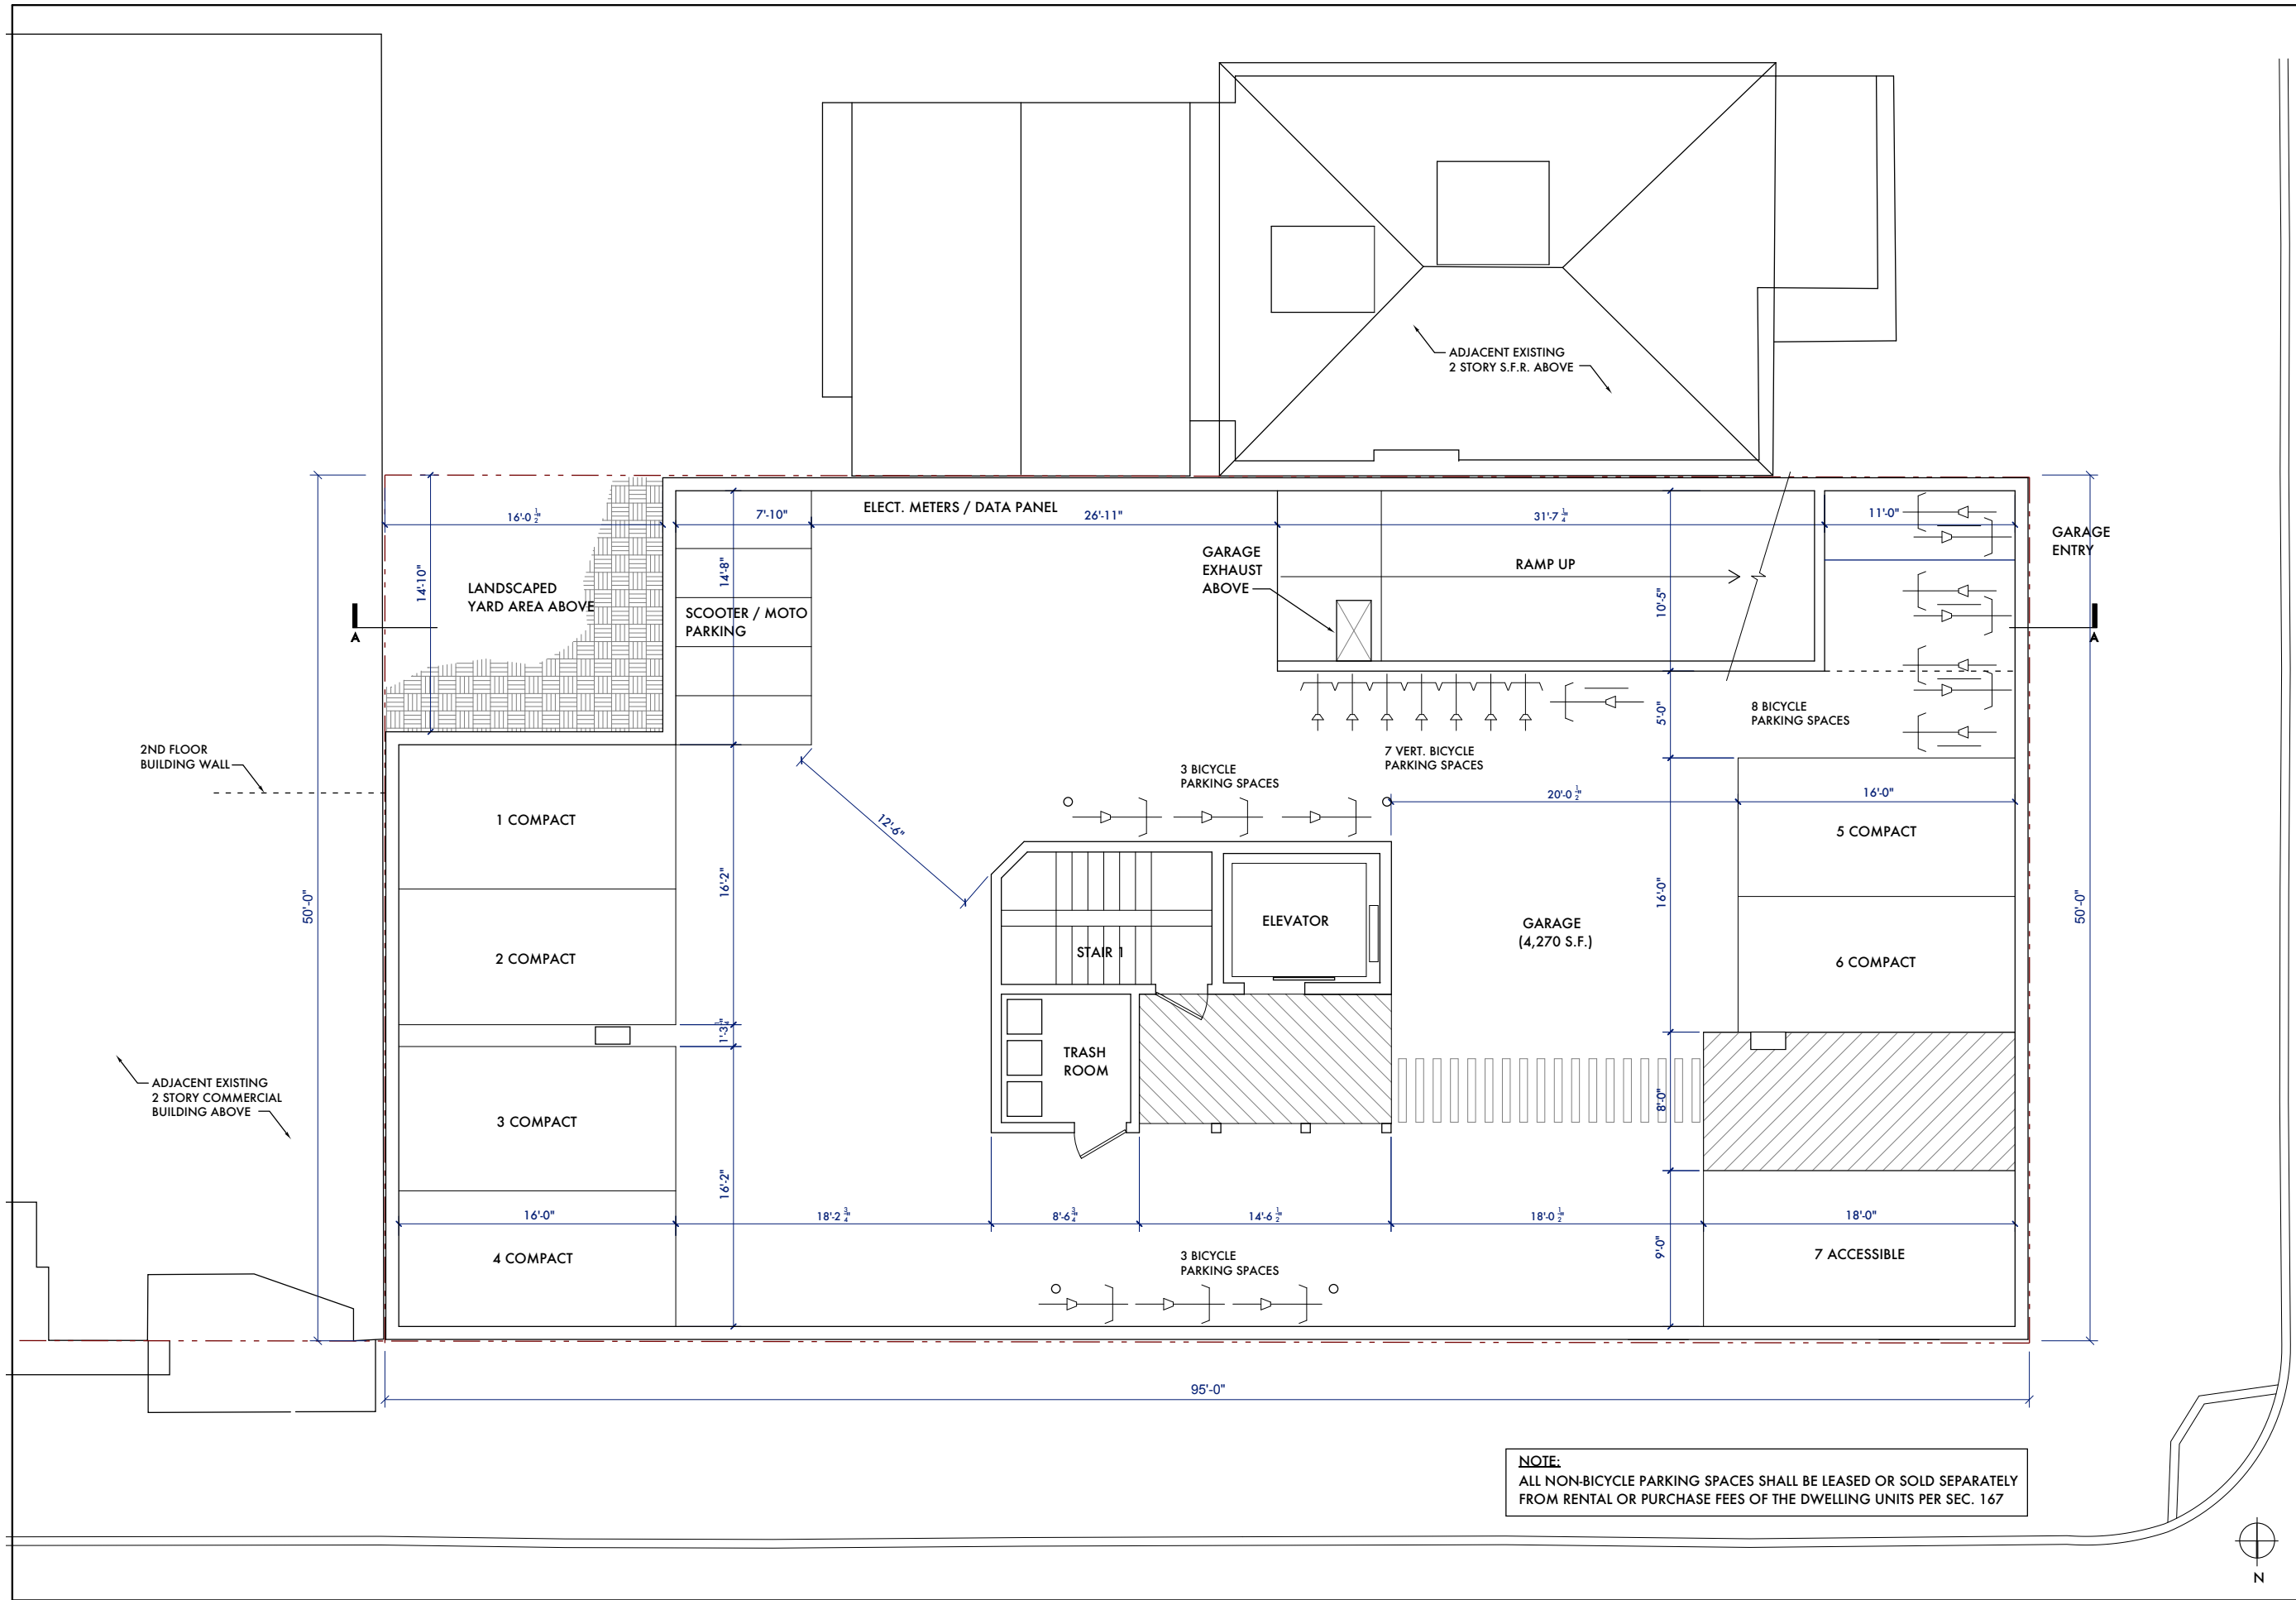 ADJACENT EXISTING
2 STORY S.F.R. ABOVE
16'-0 1/2"
7'-10"
ELECT. METERS / DATA PANEL
26'-11"
31'-7 1/4"
11'-0"
GARAGE
ENTRY
GARAGE
EXHAUST
ABOVE
RAMP UP
14'-10"
LANDSCAPED
YARD AREA ABOVE
14'-8"
SCOOTER / MOTO
PARKING
10'-5"
A
A
5'-0"
8 BICYCLE
PARKING SPACES
2ND FLOOR
BUILDING WALL
7 VERT. BICYCLE
PARKING SPACES
3 BICYCLE
PARKING SPACES
20'-0 1/2"
16'-0"
1 COMPACT
12'-6"
5 COMPACT
50'-0"
16'-2"
16'-0"
50'-0"
ELEVATOR
GARAGE
(4,270 S.F.)
STAIR 1
2 COMPACT
6 COMPACT
1'-3 1/4"
TRASH
ROOM
8'-0"
ADJACENT EXISTING
2 STORY COMMERCIAL
BUILDING ABOVE
3 COMPACT
16'-2"
16'-0"
18'-2 3/4"
8'-6 3/4"
14'-6 1/2"
18'-0 1/2"
18'-0"
4 COMPACT
9'-0"
7 ACCESSIBLE
3 BICYCLE
PARKING SPACES
95'-0"
NOTE:
ALL NON-BICYCLE PARKING SPACES SHALL BE LEASED OR SOLD SEPARATELY
FROM RENTAL OR PURCHASE FEES OF THE DWELLING UNITS PER SEC. 167
N